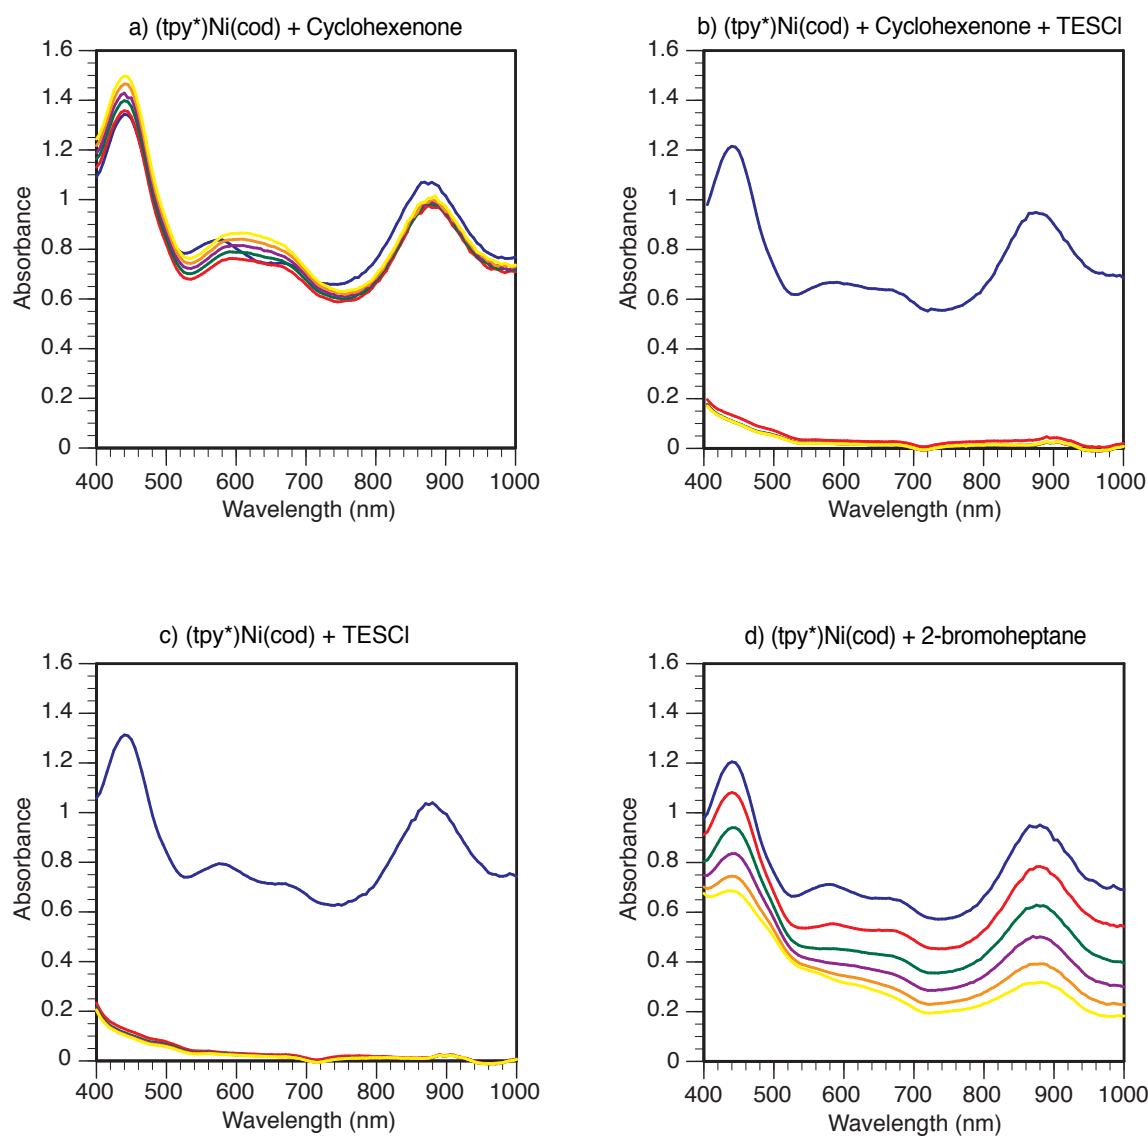 a) (tpy*)Ni(cod) + Cyclohexenone
1.6
1.4
1.2
1
0.8
0.6
0.4
0.2
0
Absorbance
400 500 600 700 800 900 1000
Wavelength (nm)
b) (tpy*)Ni(cod) + Cyclohexenone + TESCl
1.6
1.4
1.2
1
0.8
0.6
0.4
0.2
0
Absorbance
400 500 600 700 800 900 1000
Wavelength (nm)
c) (tpy*)Ni(cod) + TESCl
1.6
1.4
1.2
1
0.8
0.6
0.4
0.2
0
Absorbance
400 500 600 700 800 900 1000
Wavelength (nm)
d) (tpy*)Ni(cod) + 2-bromoheptane
1.6
1.4
1.2
1
0.8
0.6
0.4
0.2
0
Absorbance
400 500 600 700 800 900 1000
Wavelength (nm)